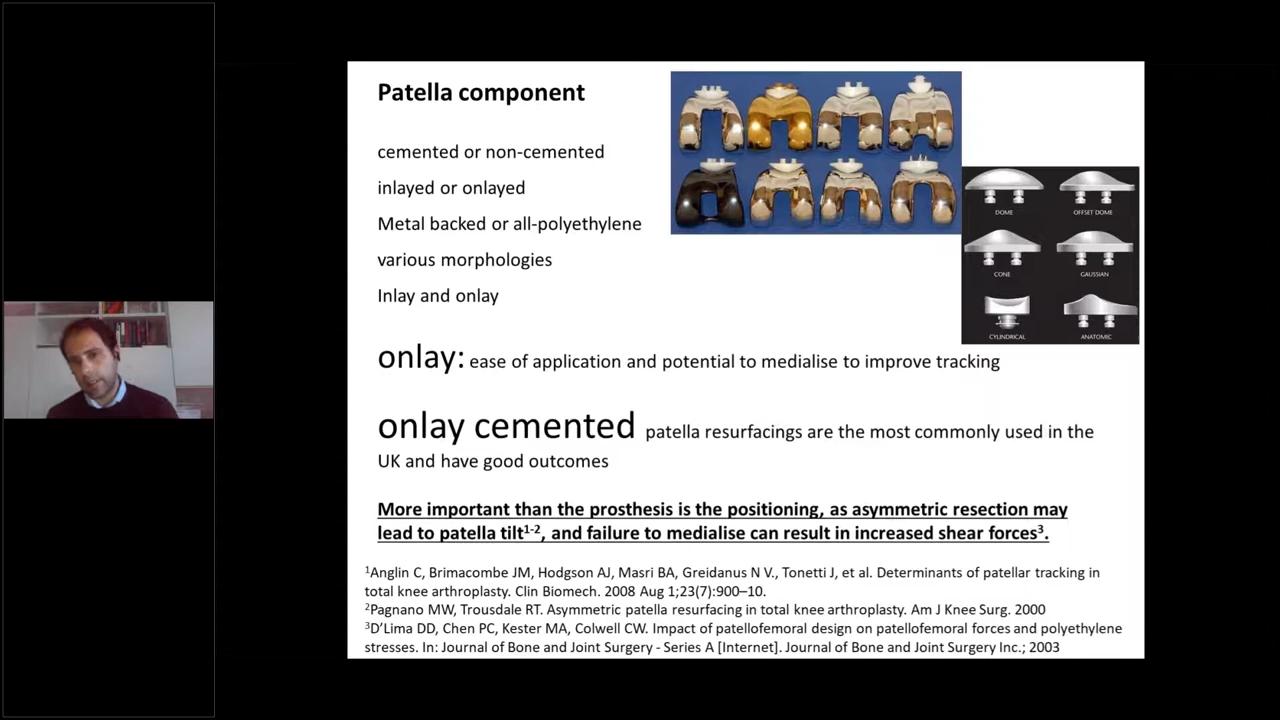 Patella component
cemented or non-cemented
inlayed or onlayed
Metal backed or all-polyethylene
various morphologies
Inlay and onlay
DOME
OFFSET DOME
CONE
GAUSSIAN
CYLINDRICAL
ANATOMIC
onlay: ease of application and potential to medialise to improve tracking
onlay cemented patella resurfacings are the most commonly used in the
UK and have good outcomes
More important than the prosthesis is the positioning, as asymmetric resection may
lead to patella tilt1-2, and failure to medialise can result in increased shear forces3.
1Anglin C, Brimacombe JM, Hodgson AJ, Masri BA, Greidanus N V., Tonetti J, et al. Determinants of patellar tracking in
total knee arthroplasty. Clin Biomech. 2008 Aug 1;23(7):900–10.
2Pagnano MW, Trousdale RT. Asymmetric patella resurfacing in total knee arthroplasty. Am J Knee Surg. 2000
3D’Lima DD, Chen PC, Kester MA, Colwell CW. Impact of patellofemoral design on patellofemoral forces and polyethylene
stresses. In: Journal of Bone and Joint Surgery - Series A [Internet]. Journal of Bone and Joint Surgery Inc.; 2003